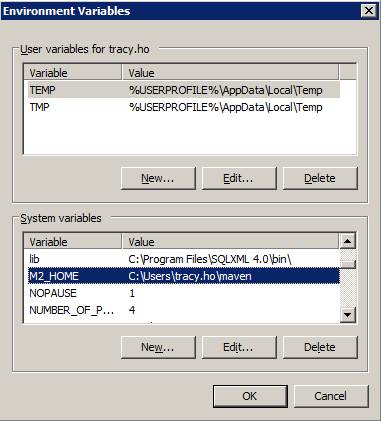 Environment Variables
User variables for tracy.ho
Variable Value
TEMP %USERPROFILE%\AppData\Local\Temp
TMP %USERPROFILE%\AppData\Local\Temp
New... Edit... Delete
System variables
Variable Value
lib C:\Program Files\SQLXML 4.0\bin\
M2_HOME C:\Users\tracy.ho\maven
NOPAUSE 1
NUMBER_OF_P... 4
New... Edit... Delete
OK Cancel